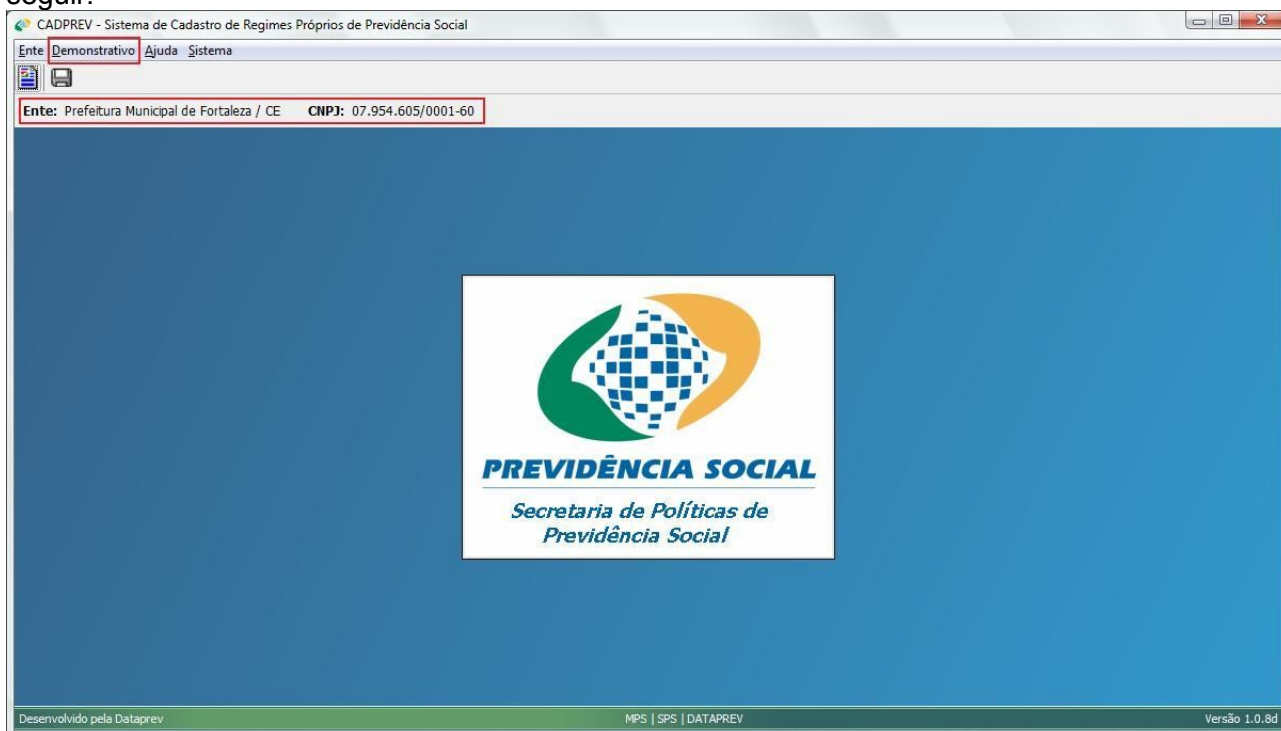 seguir:
CADPREV - Sistema de Cadastro de Regimes Próprios de Previdência Social
Ente Demonstrativo Ajuda Sistema
Ente: Prefeitura Municipal de Fortaleza / CE CNPJ: 07.954.605/0001-60
PREVIDÊNCIA SOCIAL
Secretaria de Políticas de
Previdência Social
Desenvolvido pela Dataprev MPS | SPS | DATAPREV Versão 1.0.8d